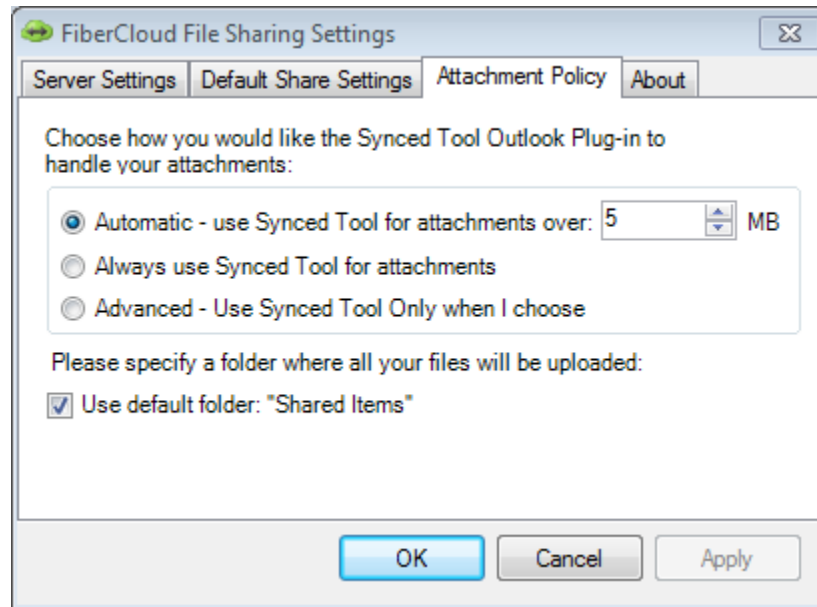 FiberCloud File Sharing Settings
Server Settings Default Share Settings Attachment Policy About
Choose how you would like the Synced Tool Outlook Plug-in to
handle your attachments:
Automatic - use Synced Tool for attachments over: 5 MB
Always use Synced Tool for attachments
Advanced - Use Synced Tool Only when I choose
Please specify a folder where all your files will be uploaded:
Use default folder: "Shared Items"
OK Cancel Apply